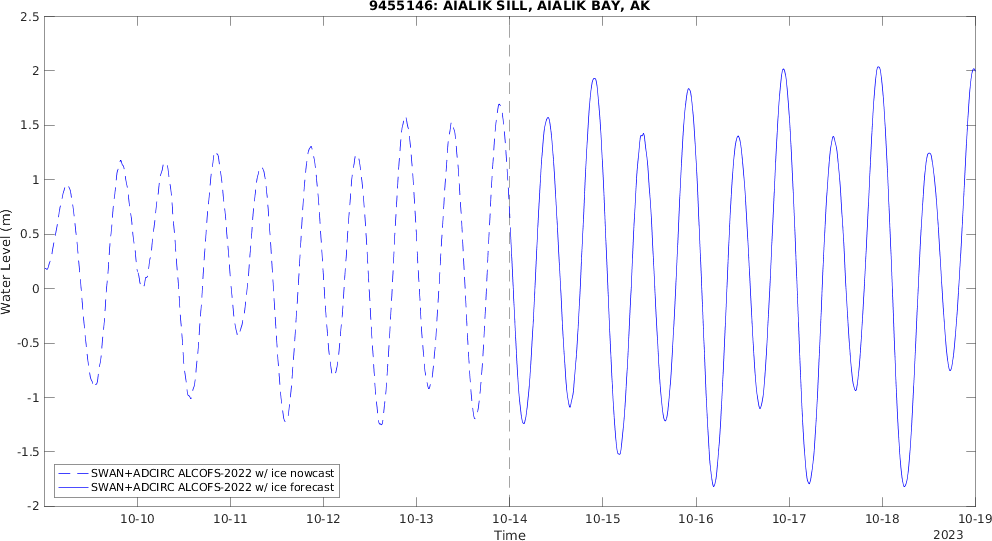 9455146: AIALIK SILL, AIALIK BAY, AK
2.5
2
1.5
1
0.5
0
-0.5
-1
-1.5
-2
Water Level (m)
SWAN+ADCIRC ALCOFS-2022 w/ ice nowcast
SWAN+ADCIRC ALCOFS-2022 w/ ice forecast
10-10 10-11 10-12 10-13 10-14 10-15 10-16 10-17 10-18 10-19
Time
2023